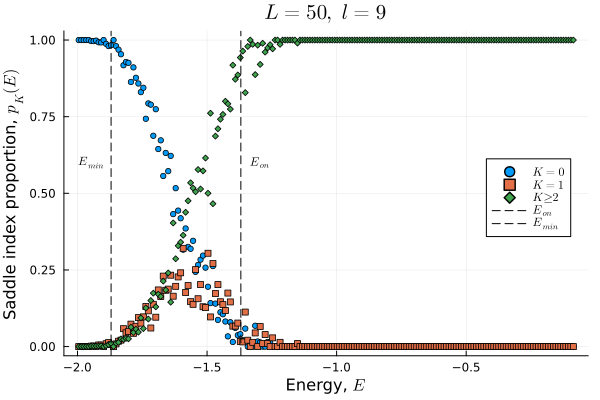 L = 50, l = 9
Saddle index proportion, p_K(E)
1.00
0.75
0.50
0.25
0.00
E_min
E_on
K = 0
K = 1
K ≥ 2
E_on
E_min
−2.0 −1.5 −1.0 −0.5
Energy, E